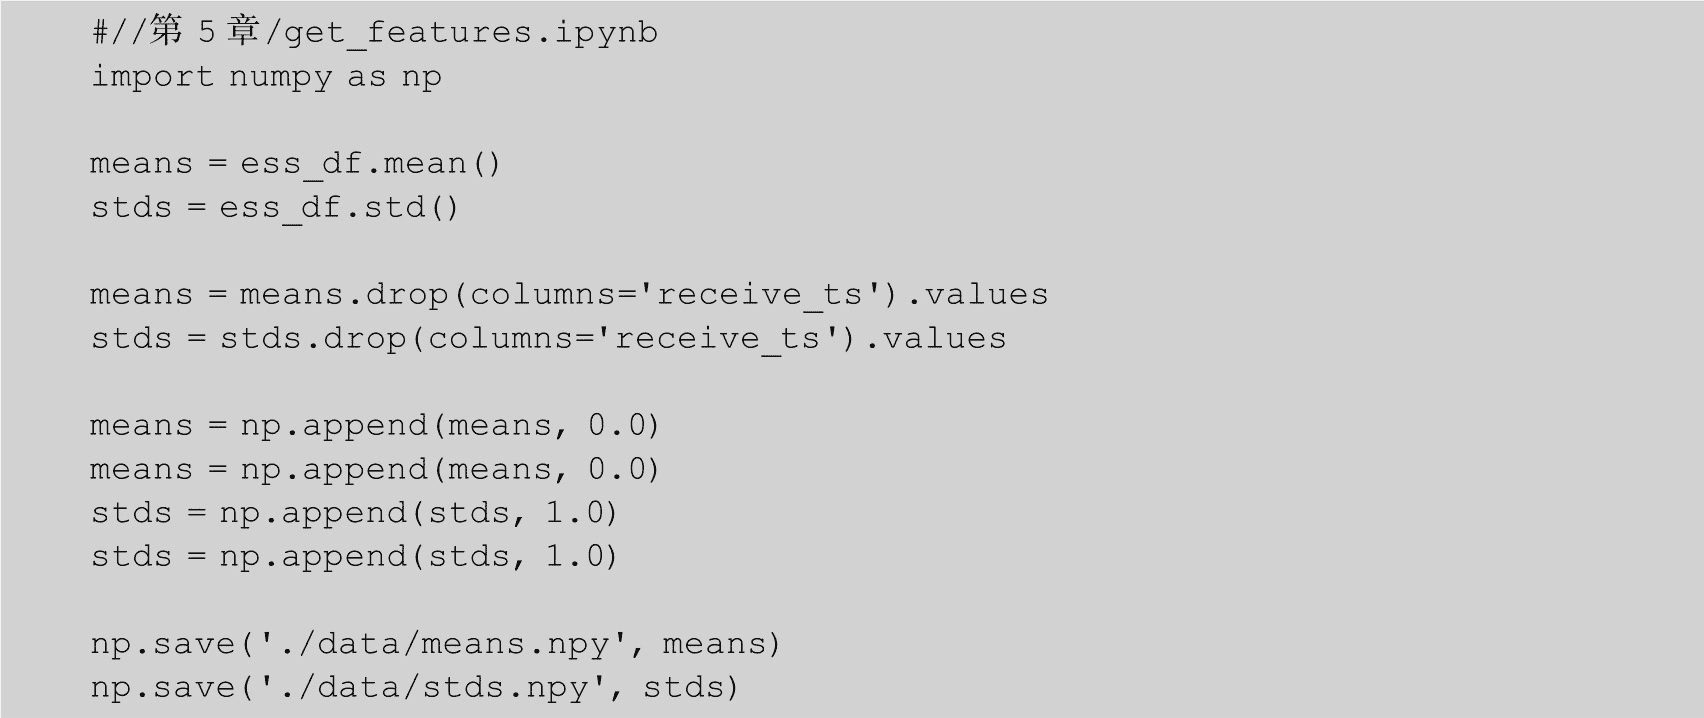 #//第 5 章/get_features.ipynb
import numpy as np
means = ess_df.mean()
stds = ess_df.std()
means = means.drop(columns='receive_ts').values
stds = stds.drop(columns='receive_ts').values
means = np.append(means, 0.0)
means = np.append(means, 0.0)
stds = np.append(stds, 1.0)
stds = np.append(stds, 1.0)
np.save('./data/means.npy', means)
np.save('./data/stds.npy', stds)